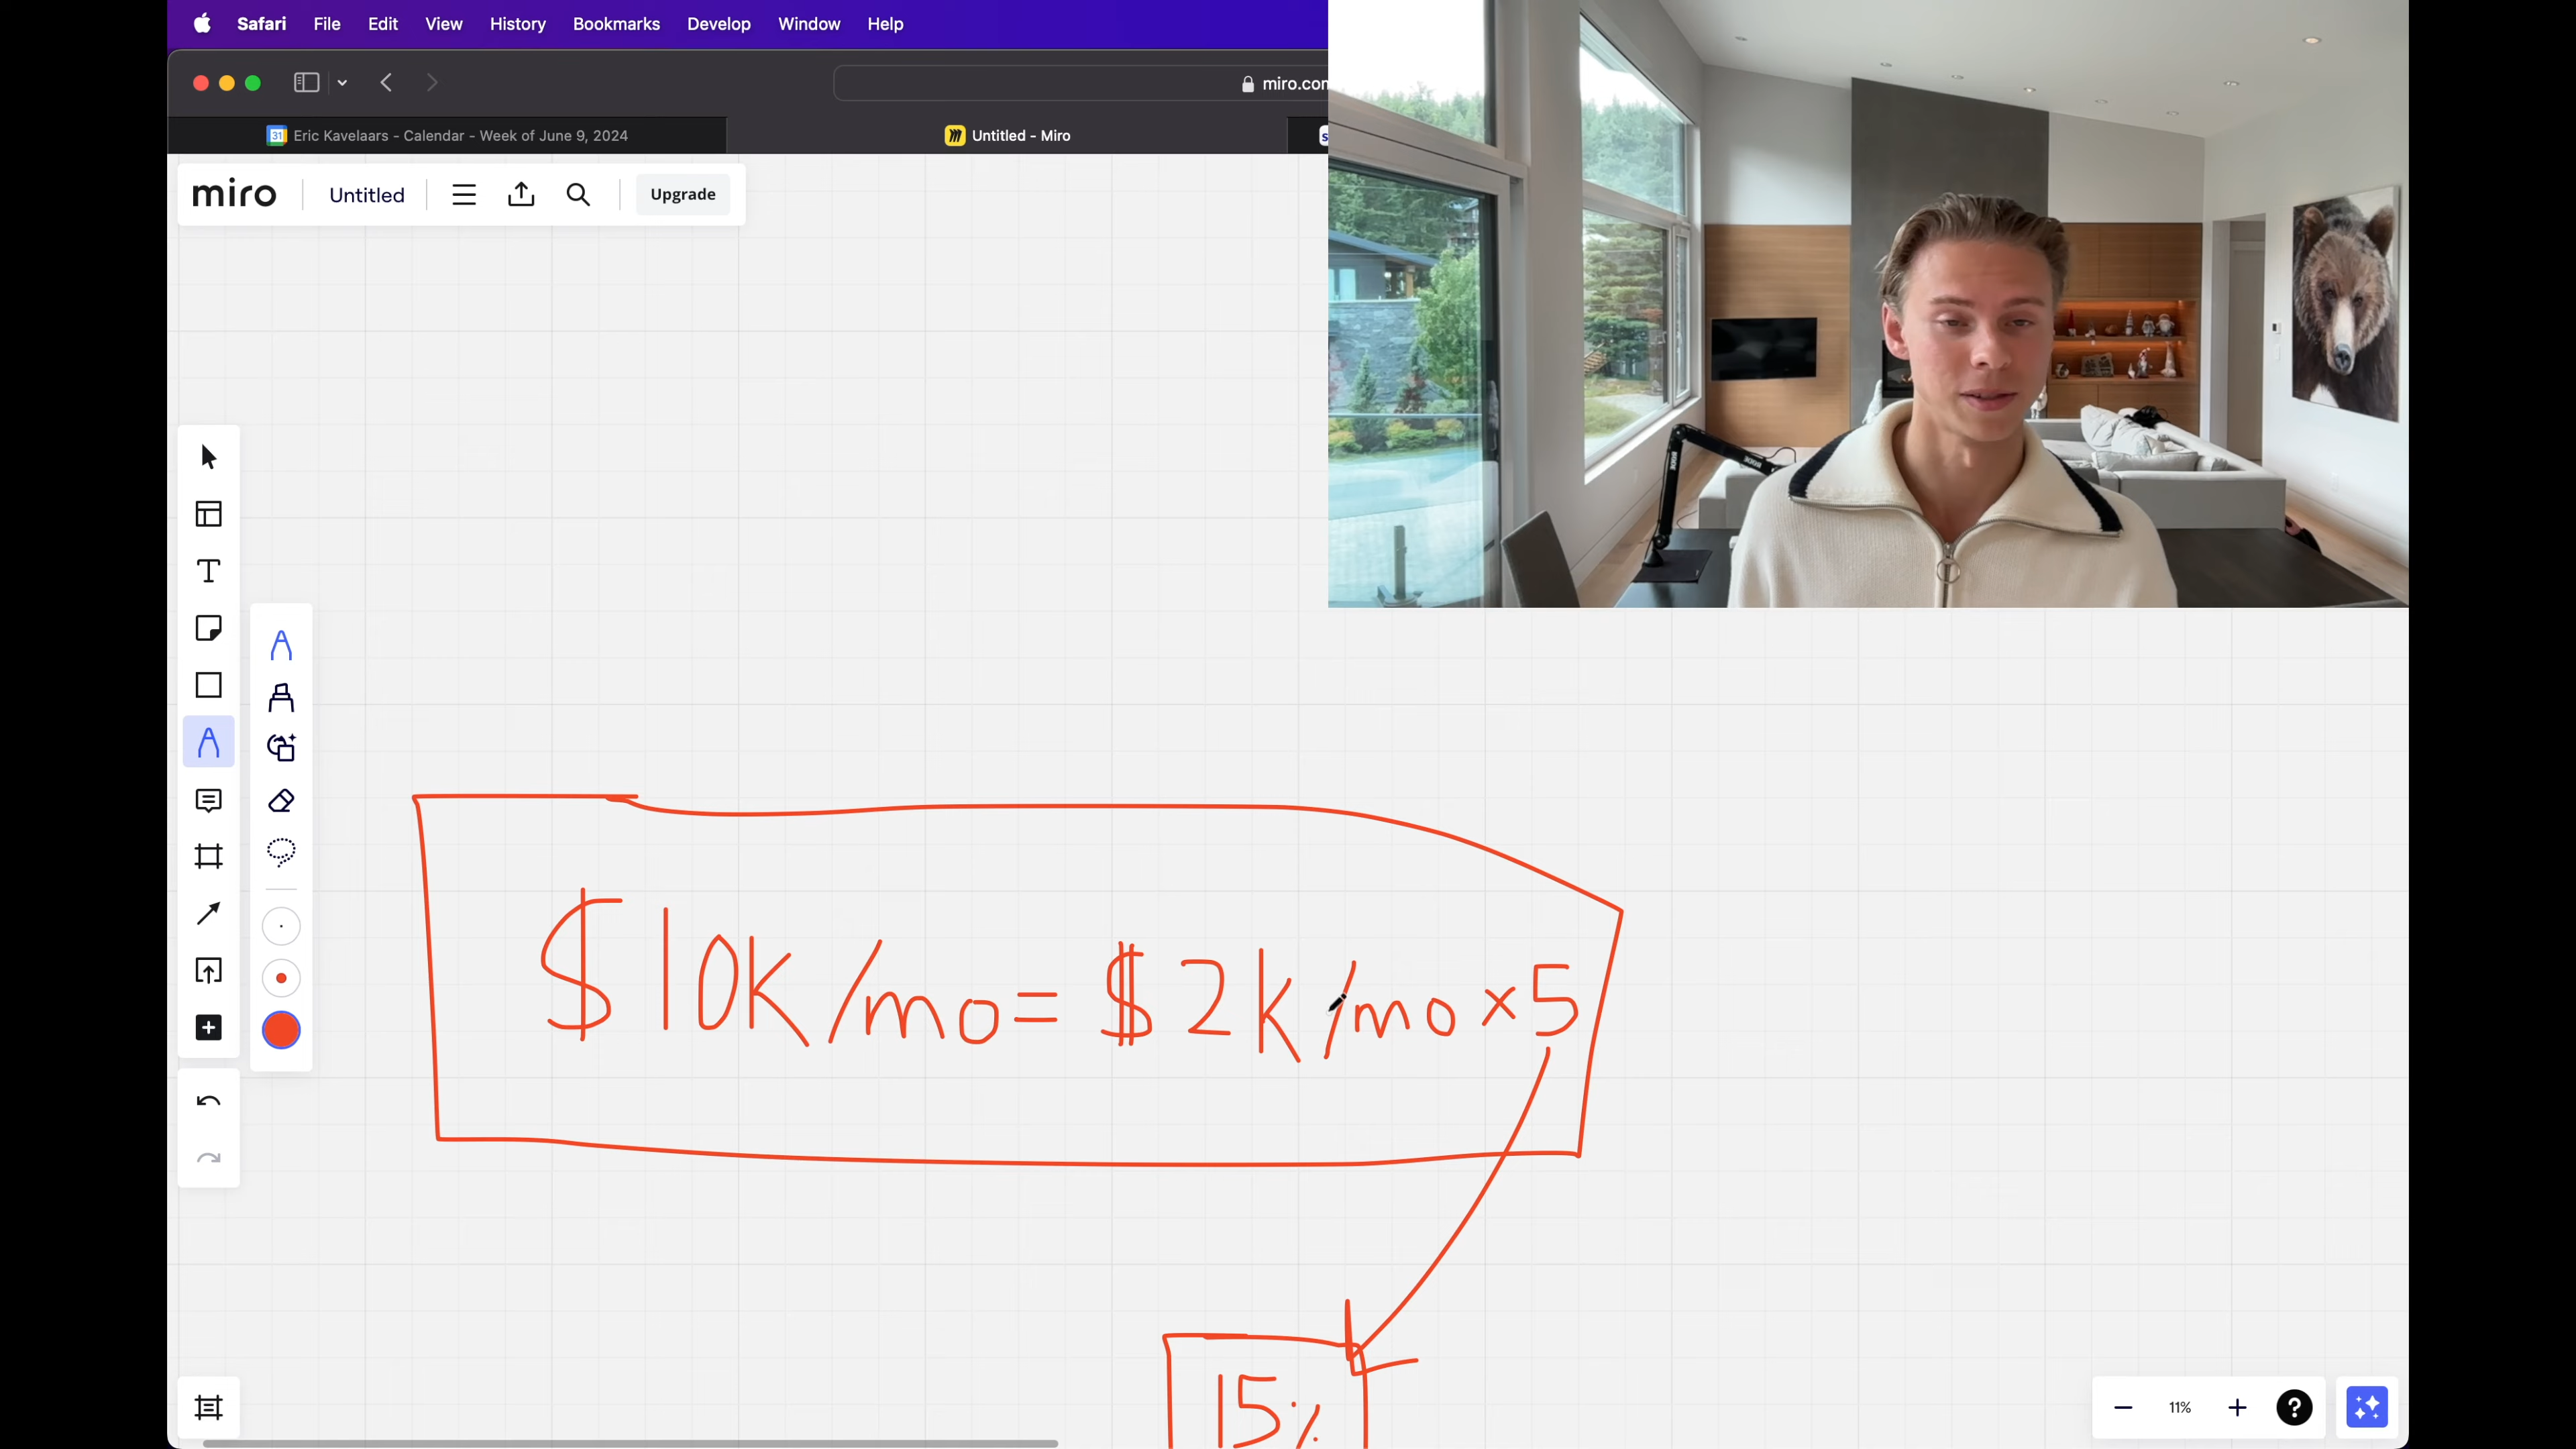 Safari File Edit View History Bookmarks Develop Window Help
miro.com
31 Eric Kavelaars - Calendar - Week of June 9, 2024
Untitled - Miro
miro Untitled Upgrade
$10K/mo = $2K/mo x 5
15%
11%